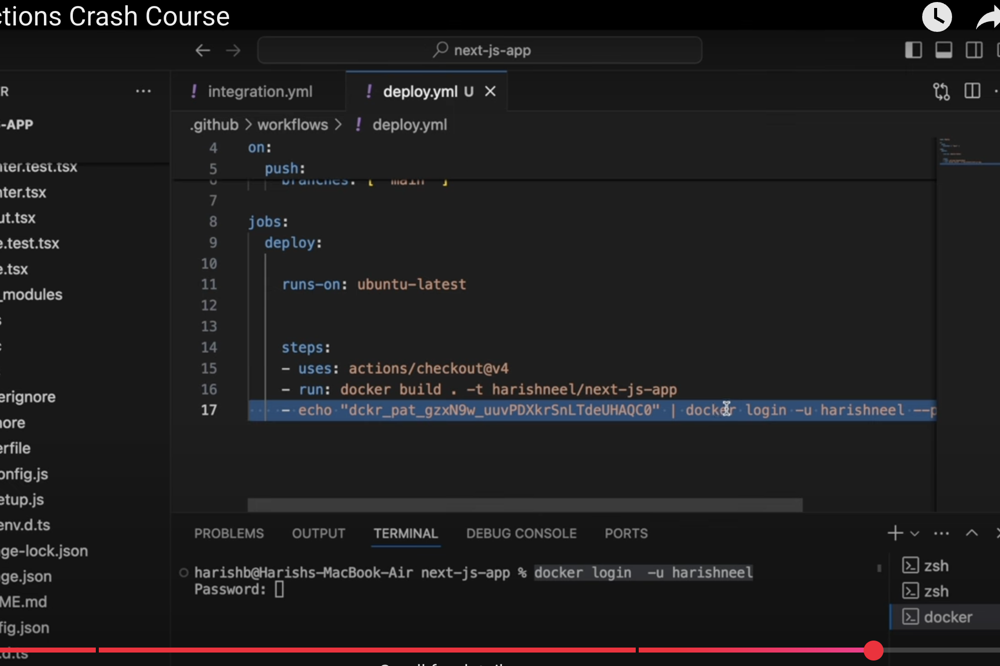 ctions Crash Course
next-js-app
R
integration.yml
deploy.yml U
-APP
.github > workflows > ! deploy.yml
4 on:
5 push:
6 branches: [ "main" ]
7
8 jobs:
9 deploy:
10
11 runs-on: ubuntu-latest
12
13
14 steps:
15 - uses: actions/checkout@v4
16 - run: docker build . -t harishneel/next-js-app
17 - echo "dckr_pat_gzxN9w_uuvPDXkrSnLTdeUHAQC0" | docker login -u harishneel --p
nter.test.tsx
nter.tsx
ut.tsx
e.test.tsx
e.tsx
_modules
s
erignore
nore
erfile
onfig.js
etup.js
env.d.ts
ge-lock.json
ge.json
ME.md
fig.json
.d.ts
PROBLEMS OUTPUT TERMINAL DEBUG CONSOLE PORTS
harishb@Harishs-MacBook-Air next-js-app % docker login -u harishneel
Password:
zsh
zsh
docker